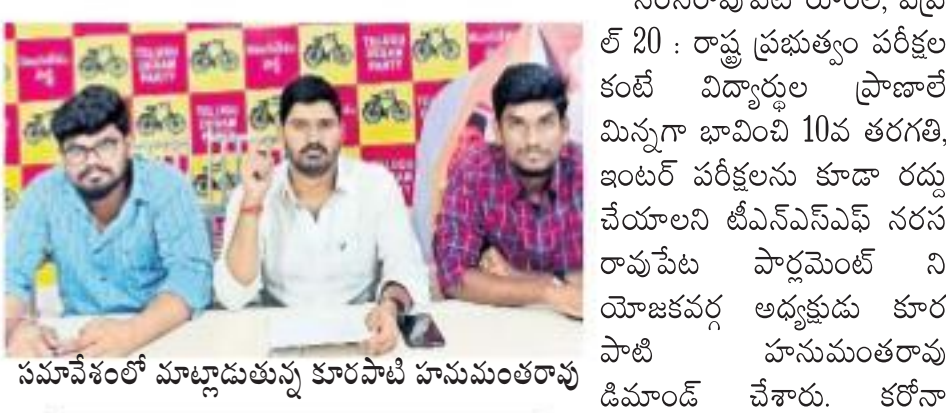 TELUGU DESAM PARTY
TELUGU DESAM PARTY
సమావేశంలో మాట్లాడుతున్న కూరపాటి హనుమంతరావు
ల్ 20 : రాష్ట్ర ప్రభుత్వం పరీక్షల
కంటే విద్యార్థుల ప్రాణాలే
మిన్నగా భావించి 10వ తరగతి,
ఇంటర్ పరీక్షలను కూడా రద్దు
చేయాలని టీఎన్ఎస్ఎఫ్ నరస
రావుపేట పార్లమెంట్ ని
యోజకవర్గ అధ్యక్షుడు కూర
పాటి హనుమంతరావు
డిమాండ్ చేశారు. కరోనా